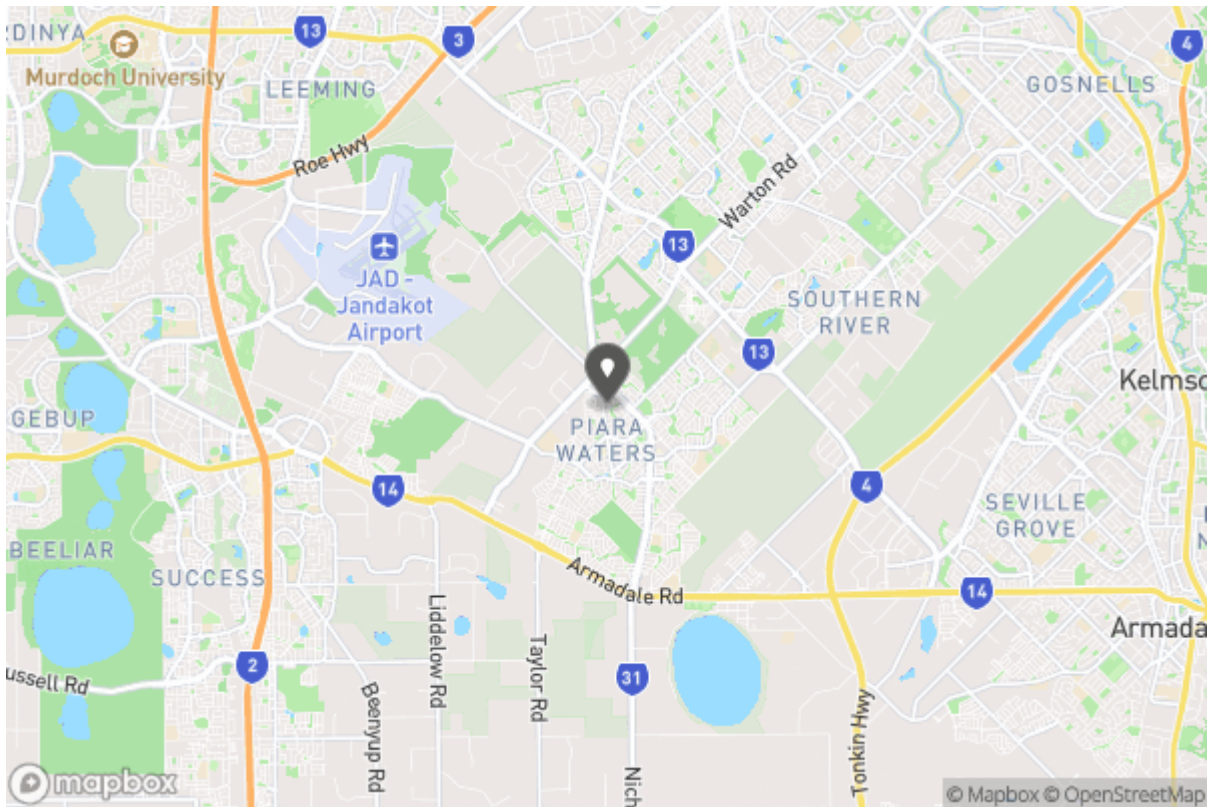 RDINYA
13
3
4
Murdoch University
LEEMING
GOSNELLS
Roe Hwy
Warton Rd
13
JAD -
Jandakot
Airport
SOUTHERN
RIVER
13
Kelmsc
GEBUP
PIARA
WATERS
14
4
SEVILLE
GROVE
BEELIAR
SUCCESS
Armadale Rd
14
Liddelow Rd
Taylor Rd
Armada
ussell Rd
2
31
Beenyup Rd
Tonkin Hwy
Nich
mapbox
© Mapbox © OpenStreetMap